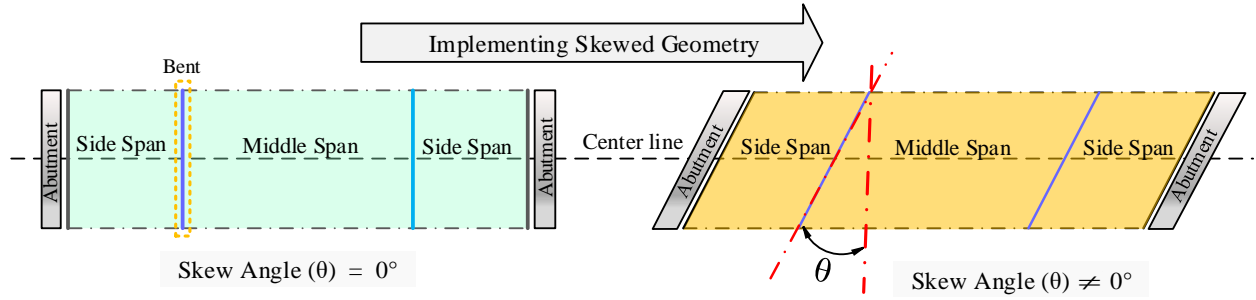 Implementing Skewed Geometry
Bent
Abutment
Side Span
Middle Span
Side Span
Abutment
Center line
Abutment
Side Span
Middle Span
Side Span
Abutment
θ
Skew Angle (θ) = 0°
Skew Angle (θ) ≠ 0°